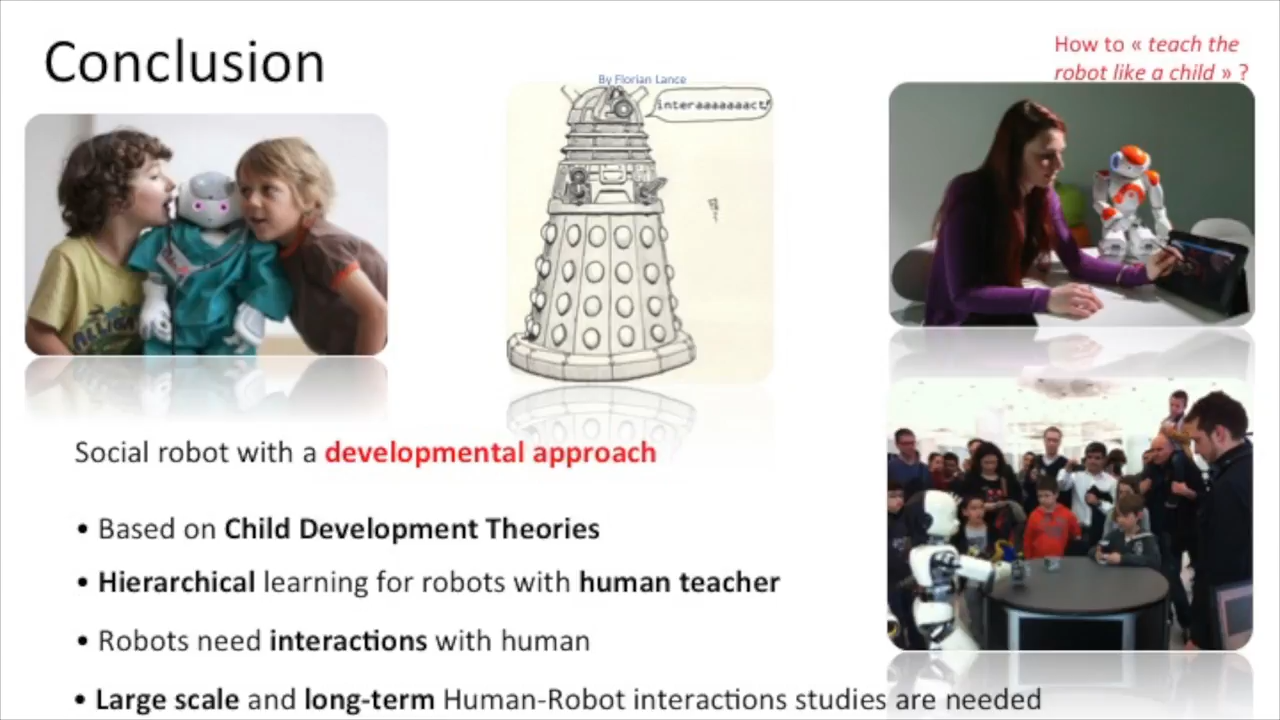 Conclusion
How to « teach the
robot like a child » ?
By Florian Lance
interaaaaaaact!
Social robot with a developmental approach
• Based on Child Development Theories
• Hierarchical learning for robots with human teacher
• Robots need interactions with human
• Large scale and long-term Human-Robot interactions studies are needed